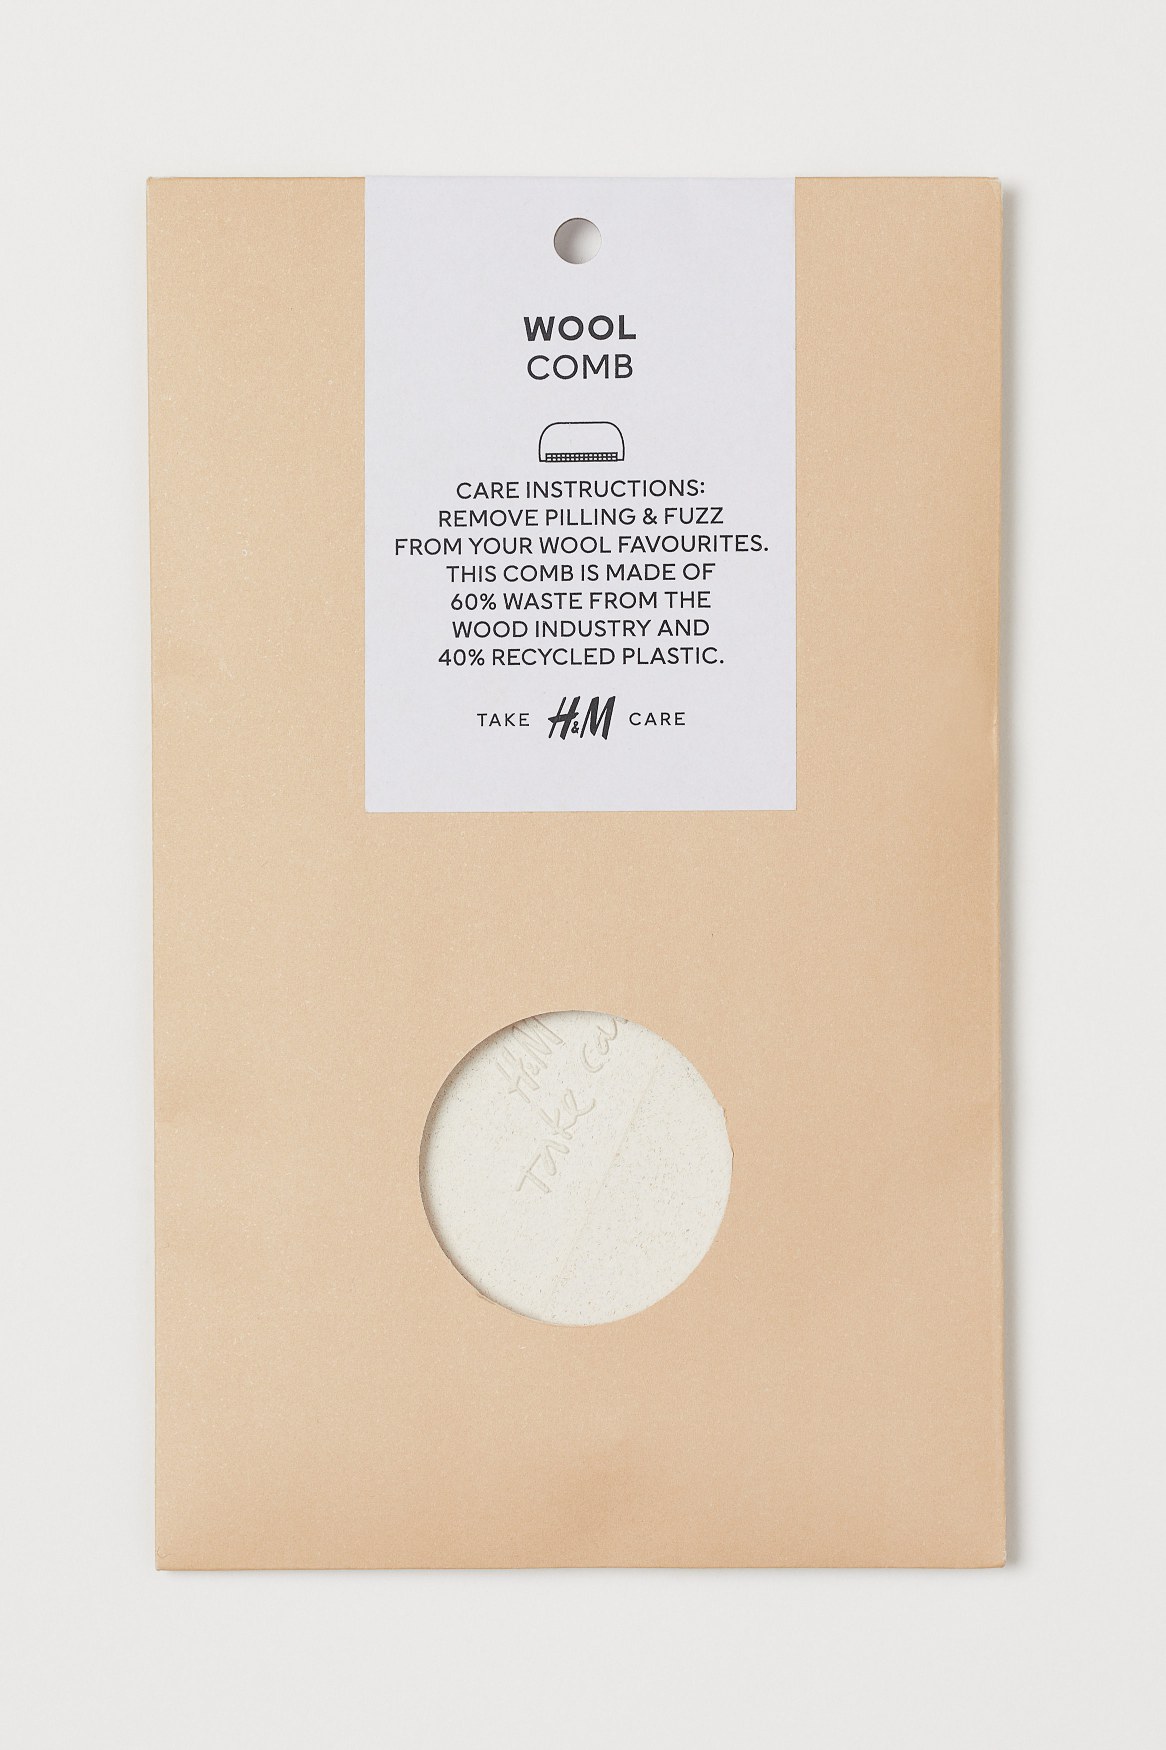 WOOL
COMB
CARE INSTRUCTIONS:
REMOVE PILLING & FUZZ
FROM YOUR WOOL FAVOURITES.
THIS COMB IS MADE OF
60% WASTE FROM THE
WOOD INDUSTRY AND
40% RECYCLED PLASTIC.
TAKE H&M CARE
H&M
Take